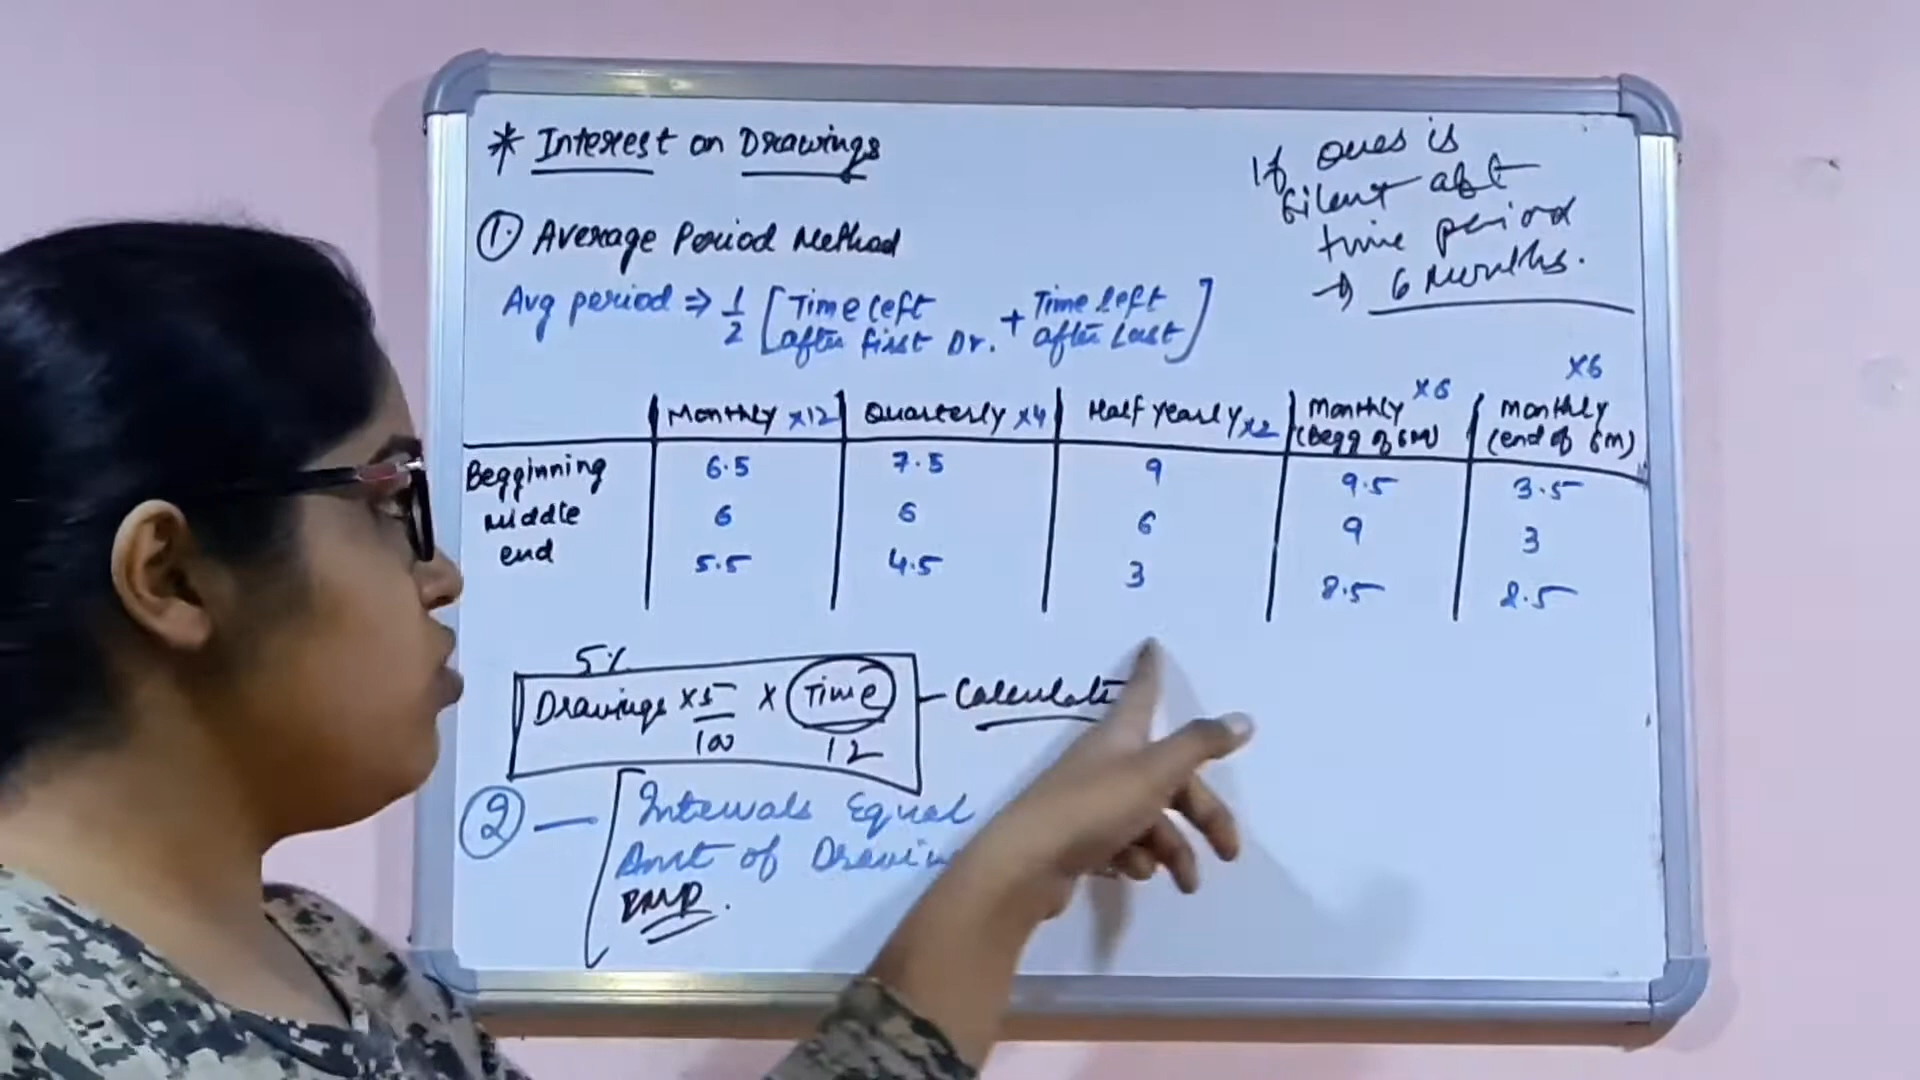 * Interest on Drawings
① Average Period Method
Avg period ⇒ 1/2 [Time left after first Dr. + Time left after Last]
If ques is
silent abt
time period
→ 6 Months.
Monthly ×12 Quarterly ×4 Half Yearly ×2 Monthly (Begg of 6M) ×6 Monthly (end of 6m) ×6
Begginning 6.5 7.5 9 9.5 3.5
Middle 6 6 6 9 3
end 5.5 4.5 3 8.5 2.5
5%
Drawings × 5/100 × Time/12 — Calculate
② — Intervals Equal
Amt of